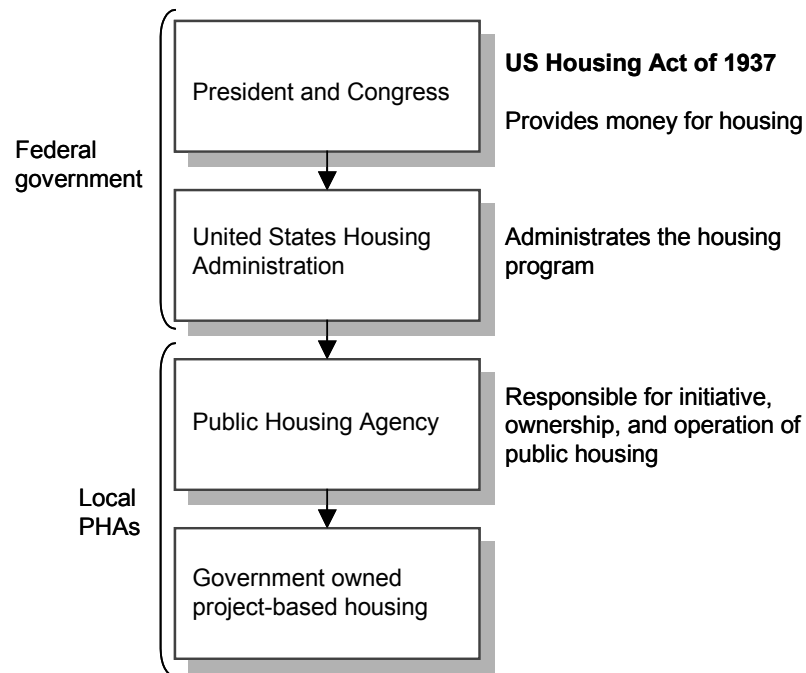 US Housing Act of 1937
President and Congress
Provides money for housing
Federal
government
United States Housing
Administration
Administrates the housing
program
Public Housing Agency
Responsible for initiative,
ownership, and operation of
public housing
Local
PHAs
Government owned
project-based housing